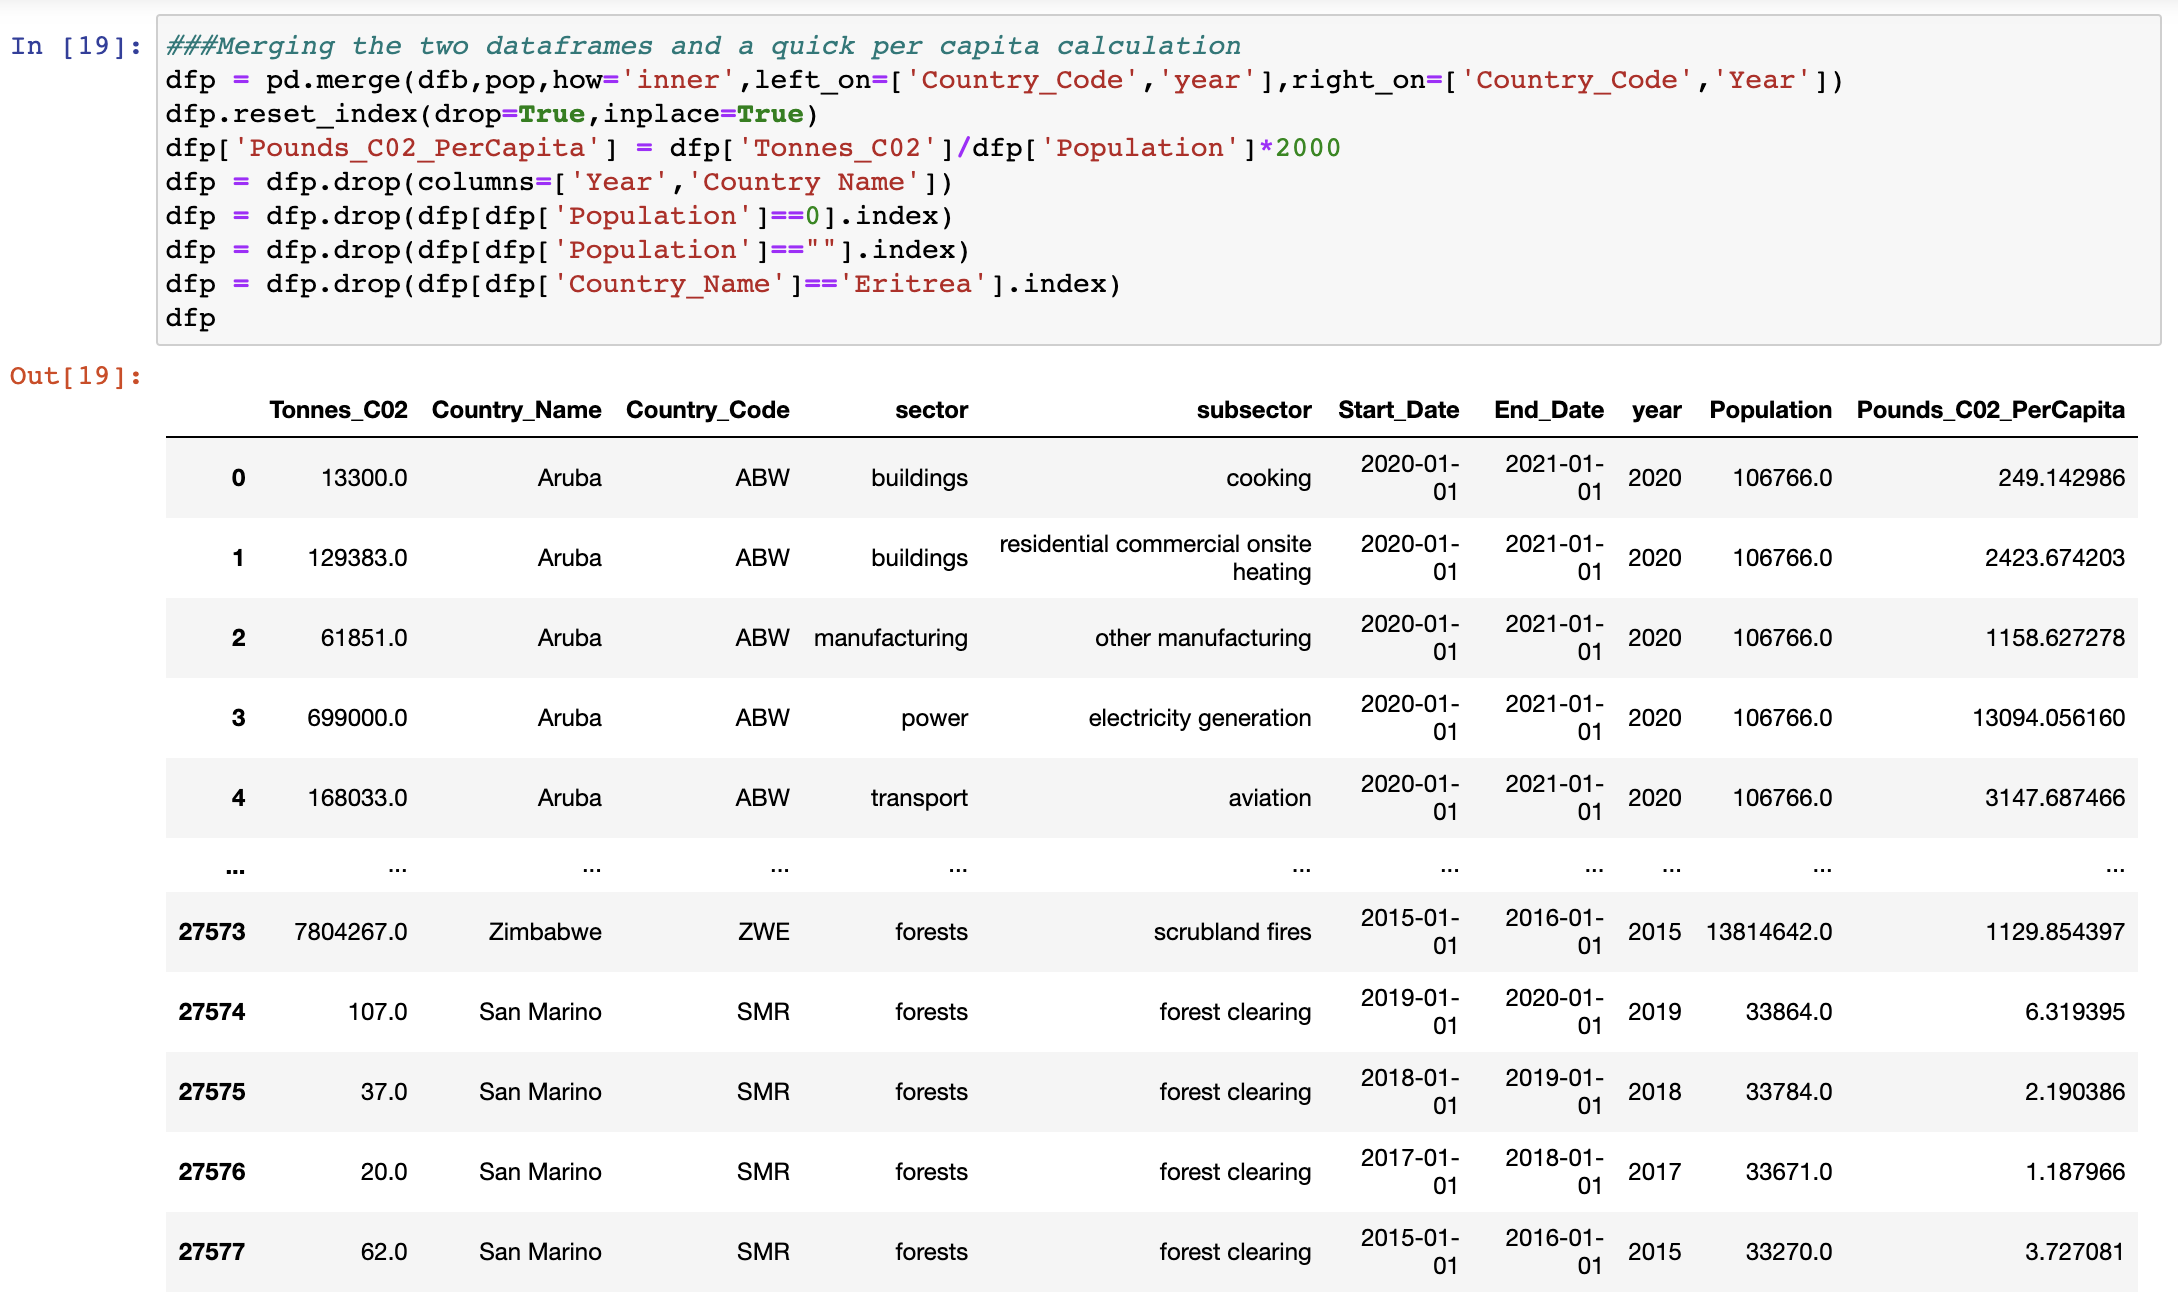 In [19]: ###Merging the two dataframes and a quick per capita calculation
dfp = pd.merge(dfb,pop,how='inner',left_on=['Country_Code','year'],right_on=['Country_Code','Year'])
dfp.reset_index(drop=True,inplace=True)
dfp['Pounds_C02_PerCapita'] = dfp['Tonnes_C02']/dfp['Population']*2000
dfp = dfp.drop(columns=['Year','Country Name'])
dfp = dfp.drop(dfp[dfp['Population']==0].index)
dfp = dfp.drop(dfp[dfp['Population']==""].index)
dfp = dfp.drop(dfp[dfp['Country_Name']=='Eritrea'].index)
dfp
Out[19]:
Tonnes_C02 Country_Name Country_Code sector subsector Start_Date End_Date year Population Pounds_C02_PerCapita
0 13300.0 Aruba ABW buildings cooking 2020-01-01 2021-01-01 2020 106766.0 249.142986
1 129383.0 Aruba ABW buildings residential commercial onsite heating 2020-01-01 2021-01-01 2020 106766.0 2423.674203
2 61851.0 Aruba ABW manufacturing other manufacturing 2020-01-01 2021-01-01 2020 106766.0 1158.627278
3 699000.0 Aruba ABW power electricity generation 2020-01-01 2021-01-01 2020 106766.0 13094.056160
4 168033.0 Aruba ABW transport aviation 2020-01-01 2021-01-01 2020 106766.0 3147.687466
... ... ... ... ... ... ... ... ... ... ...
27573 7804267.0 Zimbabwe ZWE forests scrubland fires 2015-01-01 2016-01-01 2015 13814642.0 1129.854397
27574 107.0 San Marino SMR forests forest clearing 2019-01-01 2020-01-01 2019 33864.0 6.319395
27575 37.0 San Marino SMR forests forest clearing 2018-01-01 2019-01-01 2018 33784.0 2.190386
27576 20.0 San Marino SMR forests forest clearing 2017-01-01 2018-01-01 2017 33671.0 1.187966
27577 62.0 San Marino SMR forests forest clearing 2015-01-01 2016-01-01 2015 33270.0 3.727081